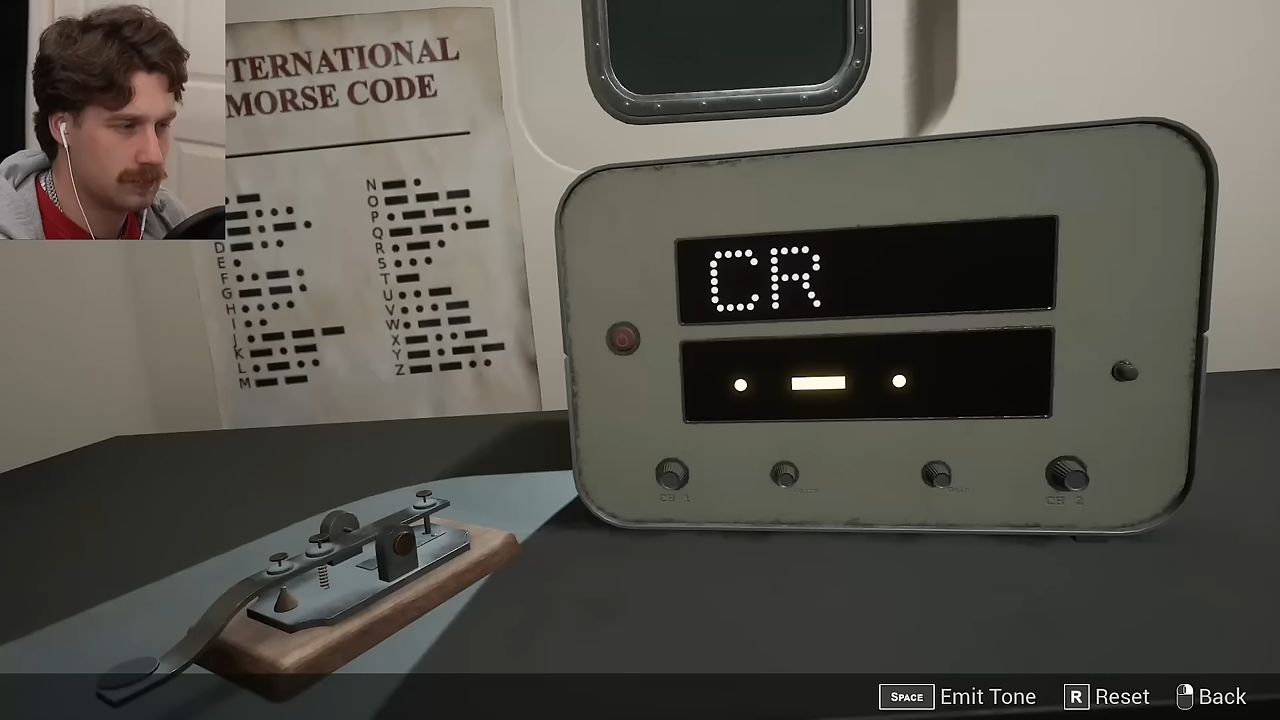 TERNATIONAL
MORSE CODE
D
E
F
G
H
I
J
K
L
M
N
O
P
Q
R
S
T
U
V
W
X
Y
Z
CR
CH 1
CH 2
SPACE Emit Tone R Reset Back